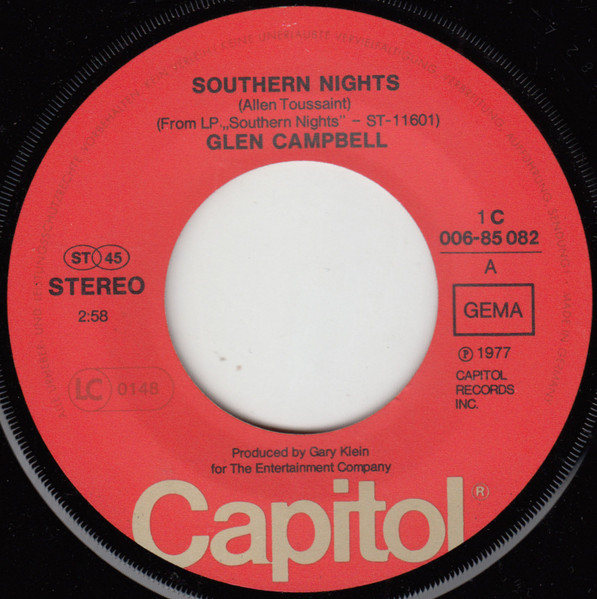 SOUTHERN NIGHTS
(Allen Toussaint)
(From LP „Southern Nights" – ST-11601)
GLEN CAMPBELL
1 C
006-85 082
A
GEMA
℗ 1977
CAPITOL
RECORDS
INC.
ST 45
STEREO
2:58
LC 0148
Produced by Gary Klein
for The Entertainment Company
Capitol (R)